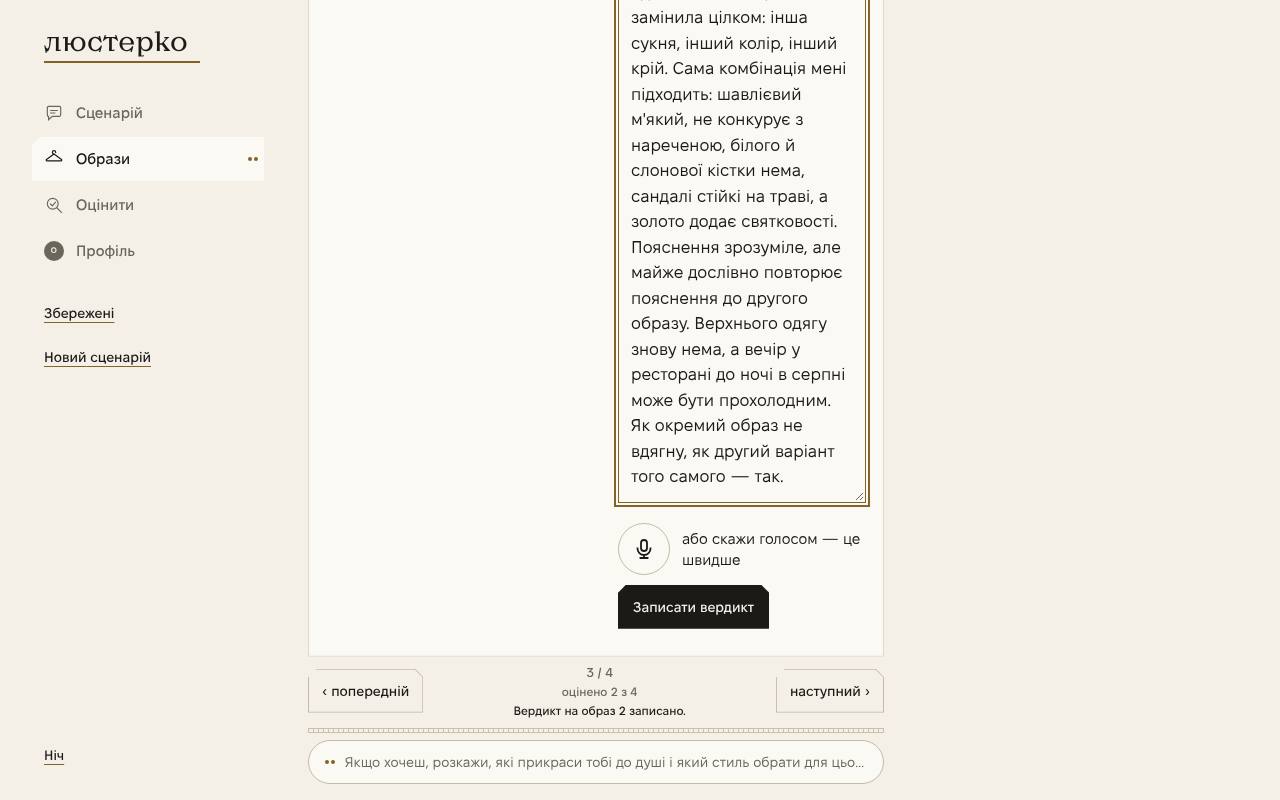 люстерко
Сценарій
Образи
Оцінити
О
Профіль
Збережені
Новий сценарій
Ніч
замінила цілком: інша
сукня, інший колір, інший
крій. Сама комбінація мені
підходить: шавлієвий
м'який, не конкурує з
нареченою, білого й
слонової кістки нема,
сандалі стійкі на траві, а
золото додає святковості.
Пояснення зрозуміле, але
майже дослівно повторює
пояснення до другого
образу. Верхнього одягу
знову нема, а вечір у
ресторані до ночі в серпні
може бути прохолодним.
Як окремий образ не
вдягну, як другий варіант
того самого — так.
або скажи голосом — це
швидше
Записати вердикт
‹ попередній
3 / 4
оцінено 2 з 4
Вердикт на образ 2 записано.
наступний ›
Якщо хочеш, розкажи, які прикраси тобі до душі і який стиль обрати для цьо...